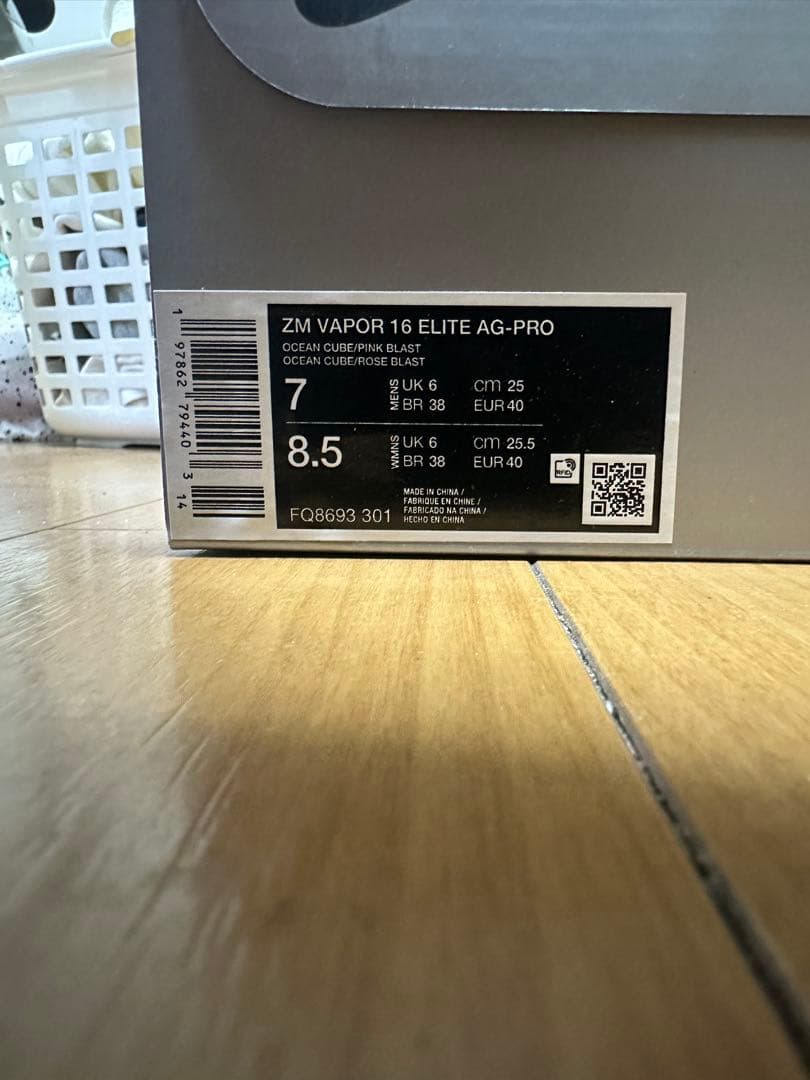 1 97862 79440 3 14
ZM VAPOR 16 ELITE AG-PRO
OCEAN CUBE/PINK BLAST
OCEAN CUBE/ROSE BLAST
7 MENS UK 6 cm 25
BR 38 EUR 40
8.5 WMNS UK 6 cm 25.5
BR 38 EUR 40
RFID
FQ8693 301
MADE IN CHINA /
FABRIQUE EN CHINE /
FABRICADO NA CHINA /
HECHO EN CHINA